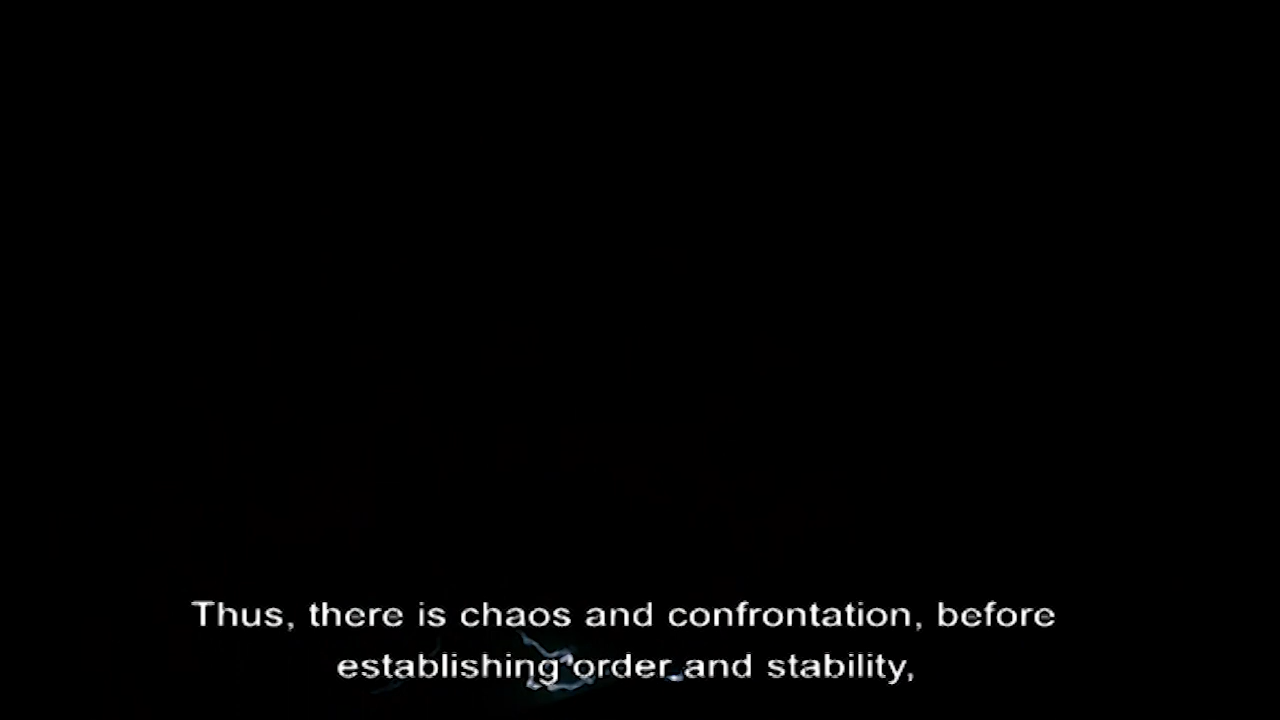 Thus, there is chaos and confrontation, before
establishing order and stability,